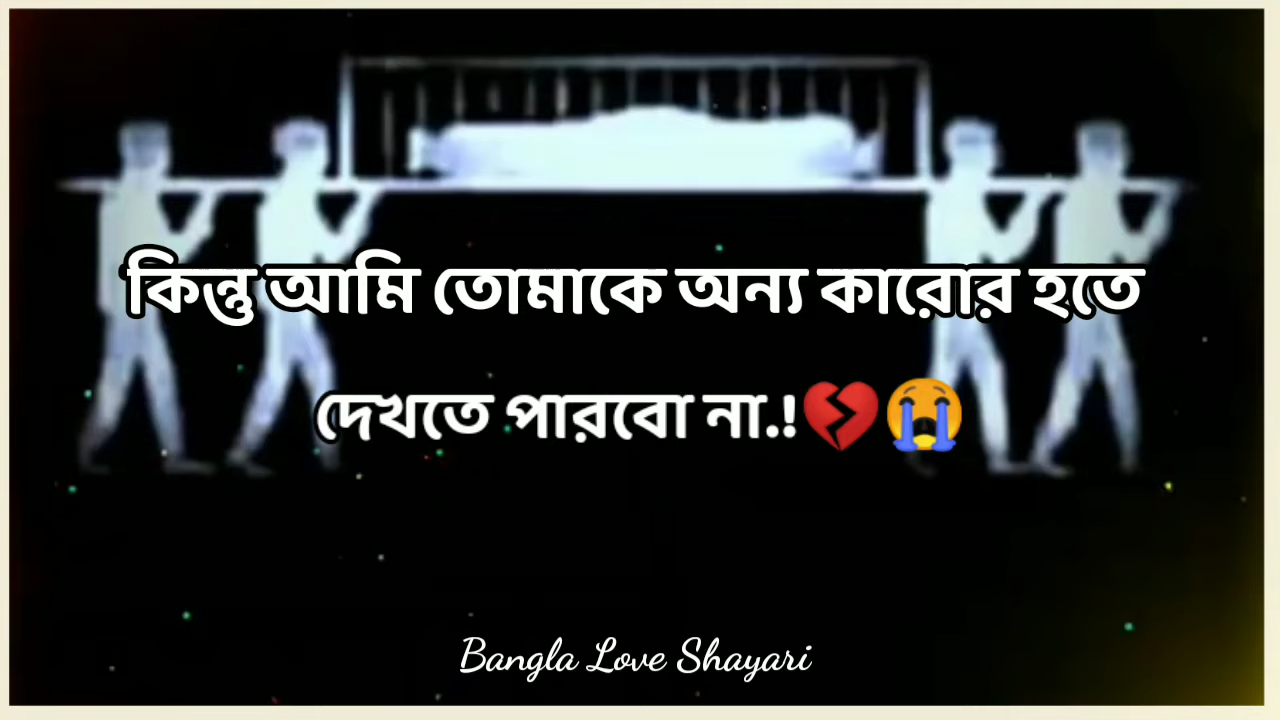 কিন্তু আমি তোমাকে অন্য কারোর হতে
দেখতে পারবো না.!💔😭
Bangla Love Shayari